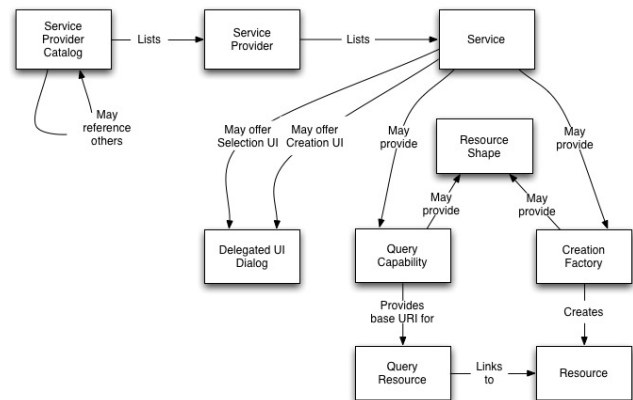 Service
Provider
Catalog
Lists
Service
Provider
Lists
Service
May
reference
others
May offer
Selection UI
May offer
Creation UI
May
provide
Resource
Shape
May
provide
May
provide
May
provide
Delegated UI
Dialog
Query
Capability
Creation
Factory
Provides
base URI for
Creates
Query
Resource
Links
to
Resource